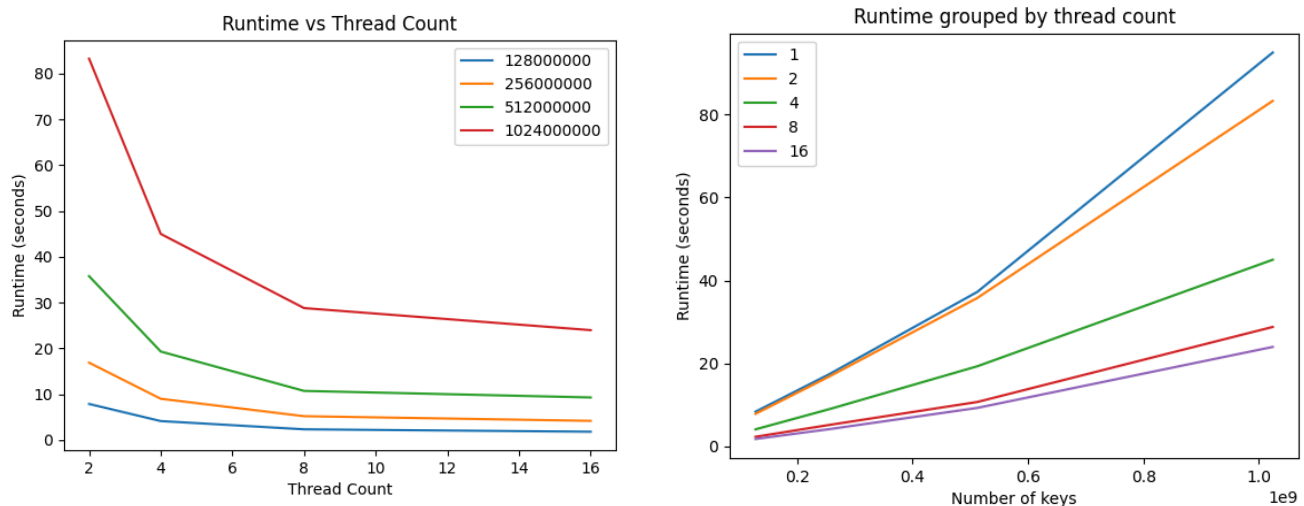 Runtime vs Thread Count
Runtime (seconds)
80
70
60
50
40
30
20
10
0
128000000
256000000
512000000
1024000000
2 4 6 8 10 12 14 16
Thread Count
Runtime grouped by thread count
Runtime (seconds)
80
60
40
20
0
1
2
4
8
16
0.2 0.4 0.6 0.8 1.0
1e9
Number of keys